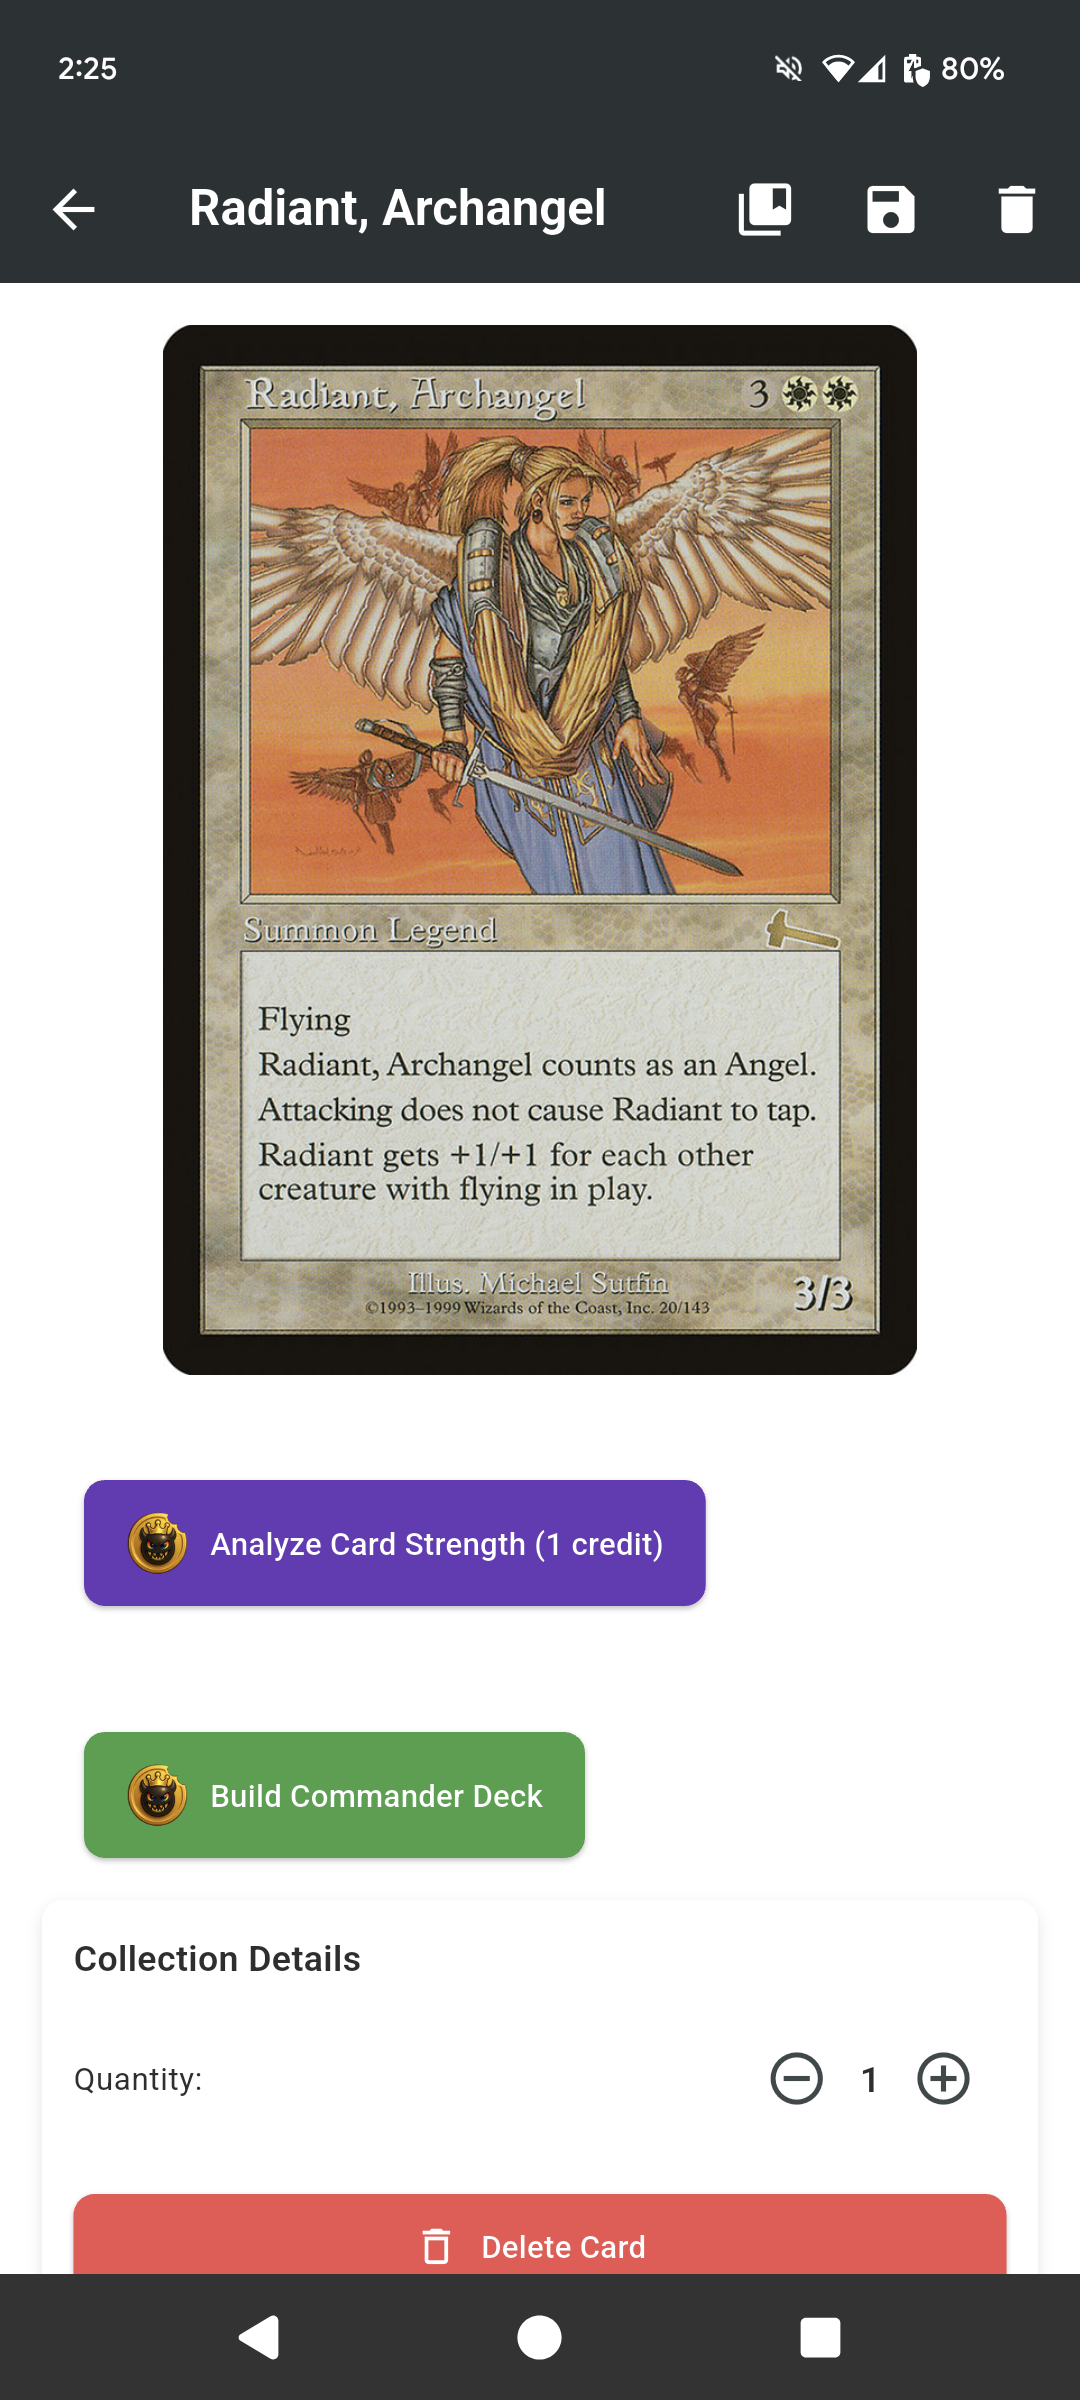 2:25
80%
Radiant, Archangel
Radiant, Archangel 3
Summon Legend
Flying
Radiant, Archangel counts as an Angel.
Attacking does not cause Radiant to tap.
Radiant gets +1/+1 for each other
creature with flying in play.
Illus. Michael Sutfin
©1993–1999 Wizards of the Coast, Inc. 20/143
3/3
Analyze Card Strength (1 credit)
Build Commander Deck
Collection Details
Quantity:
1
Delete Card